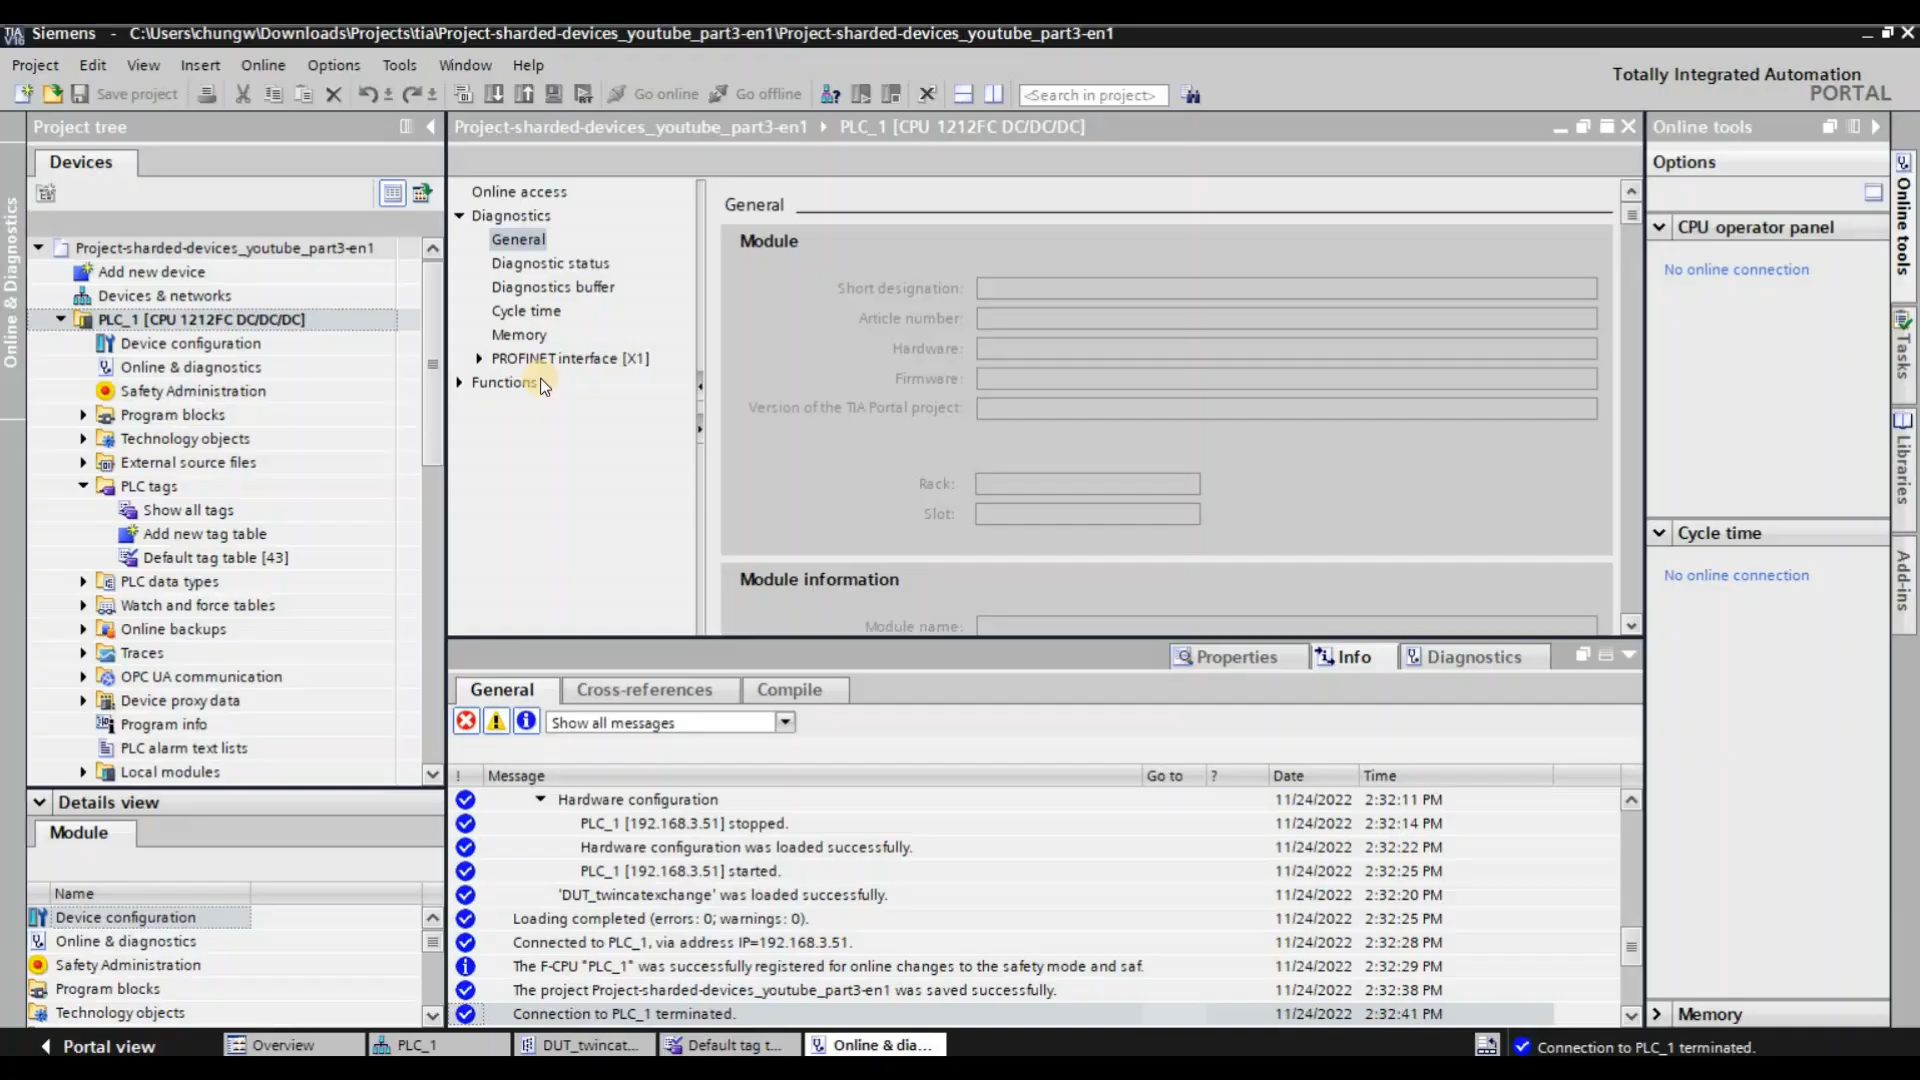 Siemens - C:\Users\chungw\Downloads\Projects\tia\Project-sharded-devices_youtube_part3-en1\Project-sharded-devices_youtube_part3-en1
Project Edit View Insert Online Options Tools Window Help
Totally Integrated Automation
PORTAL
Save project Go online Go offline <Search in project>
Project tree
Project-sharded-devices_youtube_part3-en1 PLC_1 [CPU 1212FC DC/DC/DC]
Online tools
Devices
Options
Online & Diagnostics
Project-sharded-devices_youtube_part3-en1
Add new device
Devices & networks
PLC_1 [CPU 1212FC DC/DC/DC]
Device configuration
Online & diagnostics
Safety Administration
Program blocks
Technology objects
External source files
PLC tags
Show all tags
Add new tag table
Default tag table [43]
PLC data types
Watch and force tables
Online backups
Traces
OPC UA communication
Device proxy data
Program info
PLC alarm text lists
Local modules
Online access
Diagnostics
General
Diagnostic status
Diagnostics buffer
Cycle time
Memory
PROFINET interface [X1]
Functions
General
Module
Short designation:
Article number:
Hardware:
Firmware:
Version of the TIA Portal project:
Rack:
Slot:
Module information
Module name:
CPU operator panel
No online connection
Cycle time
No online connection
Memory
Online tools
Tasks
Libraries
Add-ins
Properties Info Diagnostics
General Cross-references Compile
Show all messages
! Message Go to ? Date Time
Hardware configuration 11/24/2022 2:32:11 PM
PLC_1 [192.168.3.51] stopped. 11/24/2022 2:32:14 PM
Hardware configuration was loaded successfully. 11/24/2022 2:32:22 PM
PLC_1 [192.168.3.51] started. 11/24/2022 2:32:25 PM
'DUT_twincatexchange' was loaded successfully. 11/24/2022 2:32:20 PM
Loading completed (errors: 0; warnings: 0). 11/24/2022 2:32:25 PM
Connected to PLC_1, via address IP=192.168.3.51. 11/24/2022 2:32:28 PM
The F-CPU "PLC_1" was successfully registered for online changes to the safety mode and saf. 11/24/2022 2:32:29 PM
The project Project-sharded-devices_youtube_part3-en1 was saved successfully. 11/24/2022 2:32:38 PM
Connection to PLC_1 terminated. 11/24/2022 2:32:41 PM
Details view
Module
Name
Device configuration
Online & diagnostics
Safety Administration
Program blocks
Technology objects
Portal view Overview PLC_1 DUT_twincat... Default tag t... Online & dia... Connection to PLC_1 terminated.